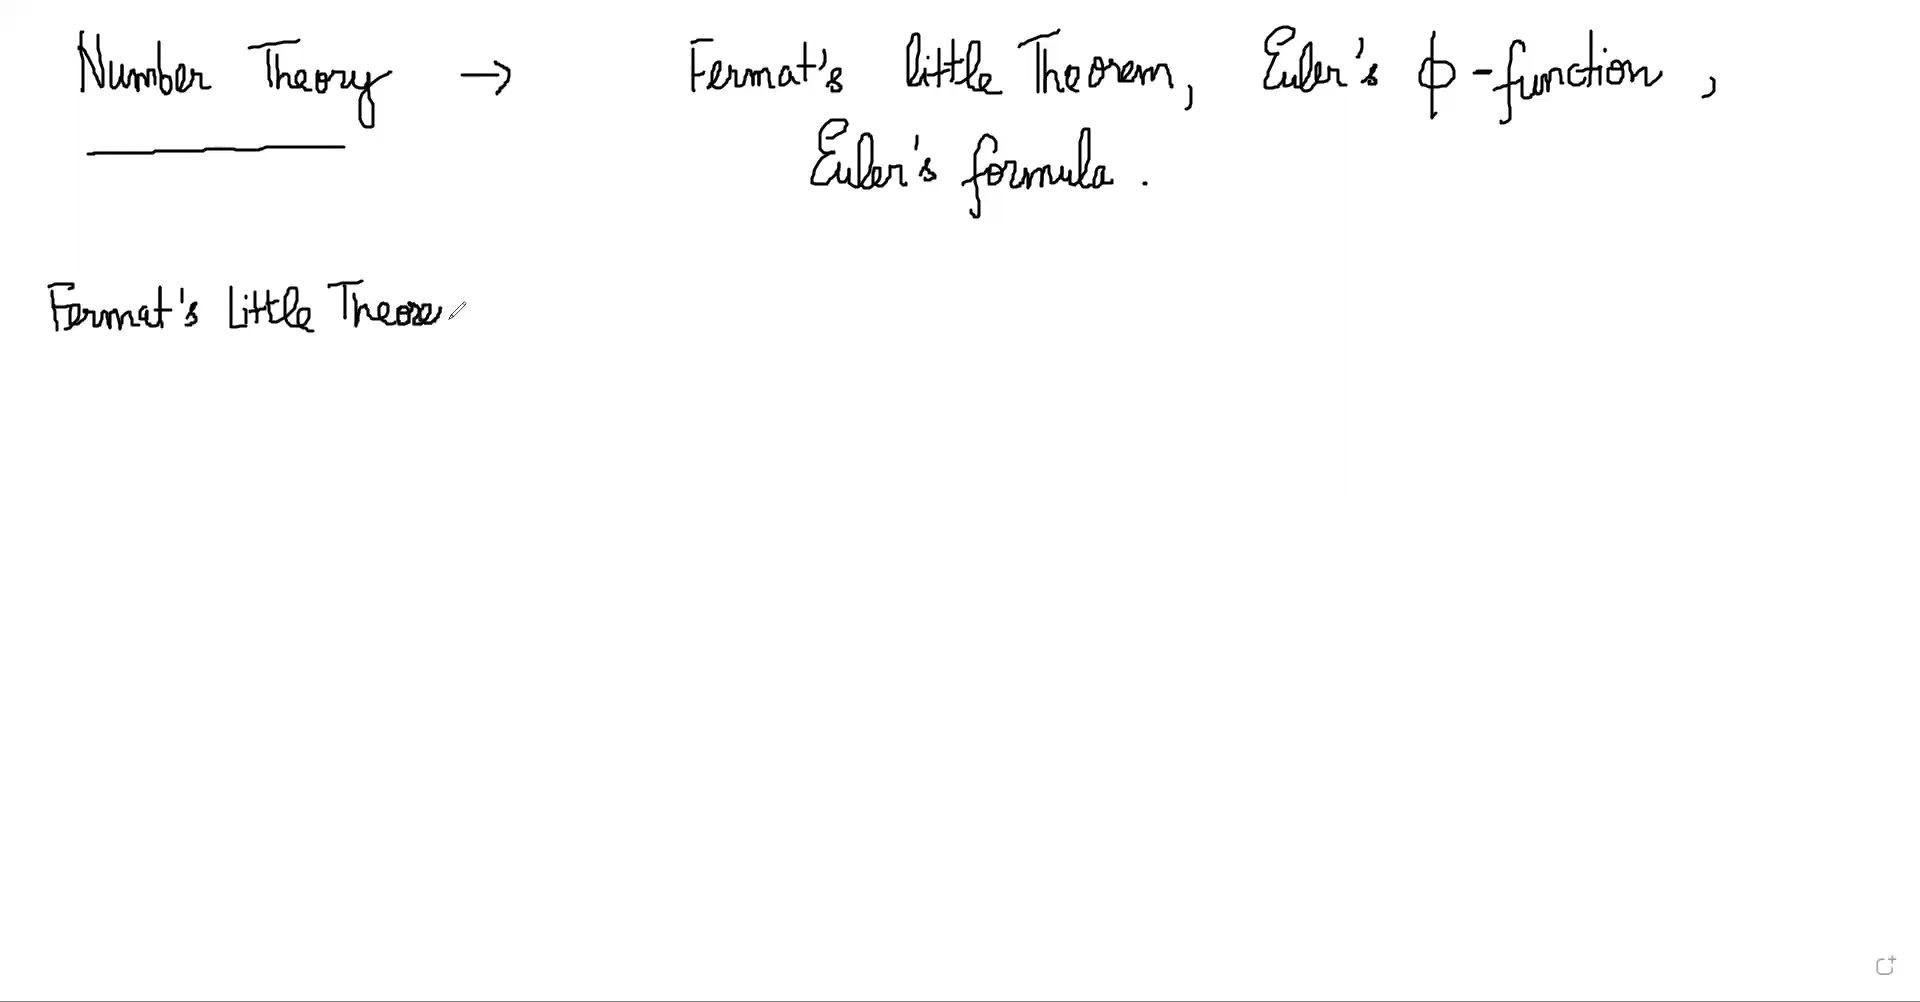 Number Theory → Fermat's little Theorem, Euler's ϕ-function,
Euler's formula.
Fermat's Little Theore